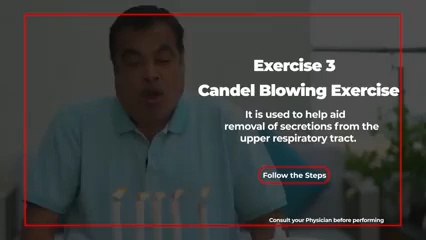 Exercise 3
Candel Blowing Exercise
It is used to help aid
removal of secretions from the
upper respiratory tract.
Follow the Steps
Consult your Physician before performing